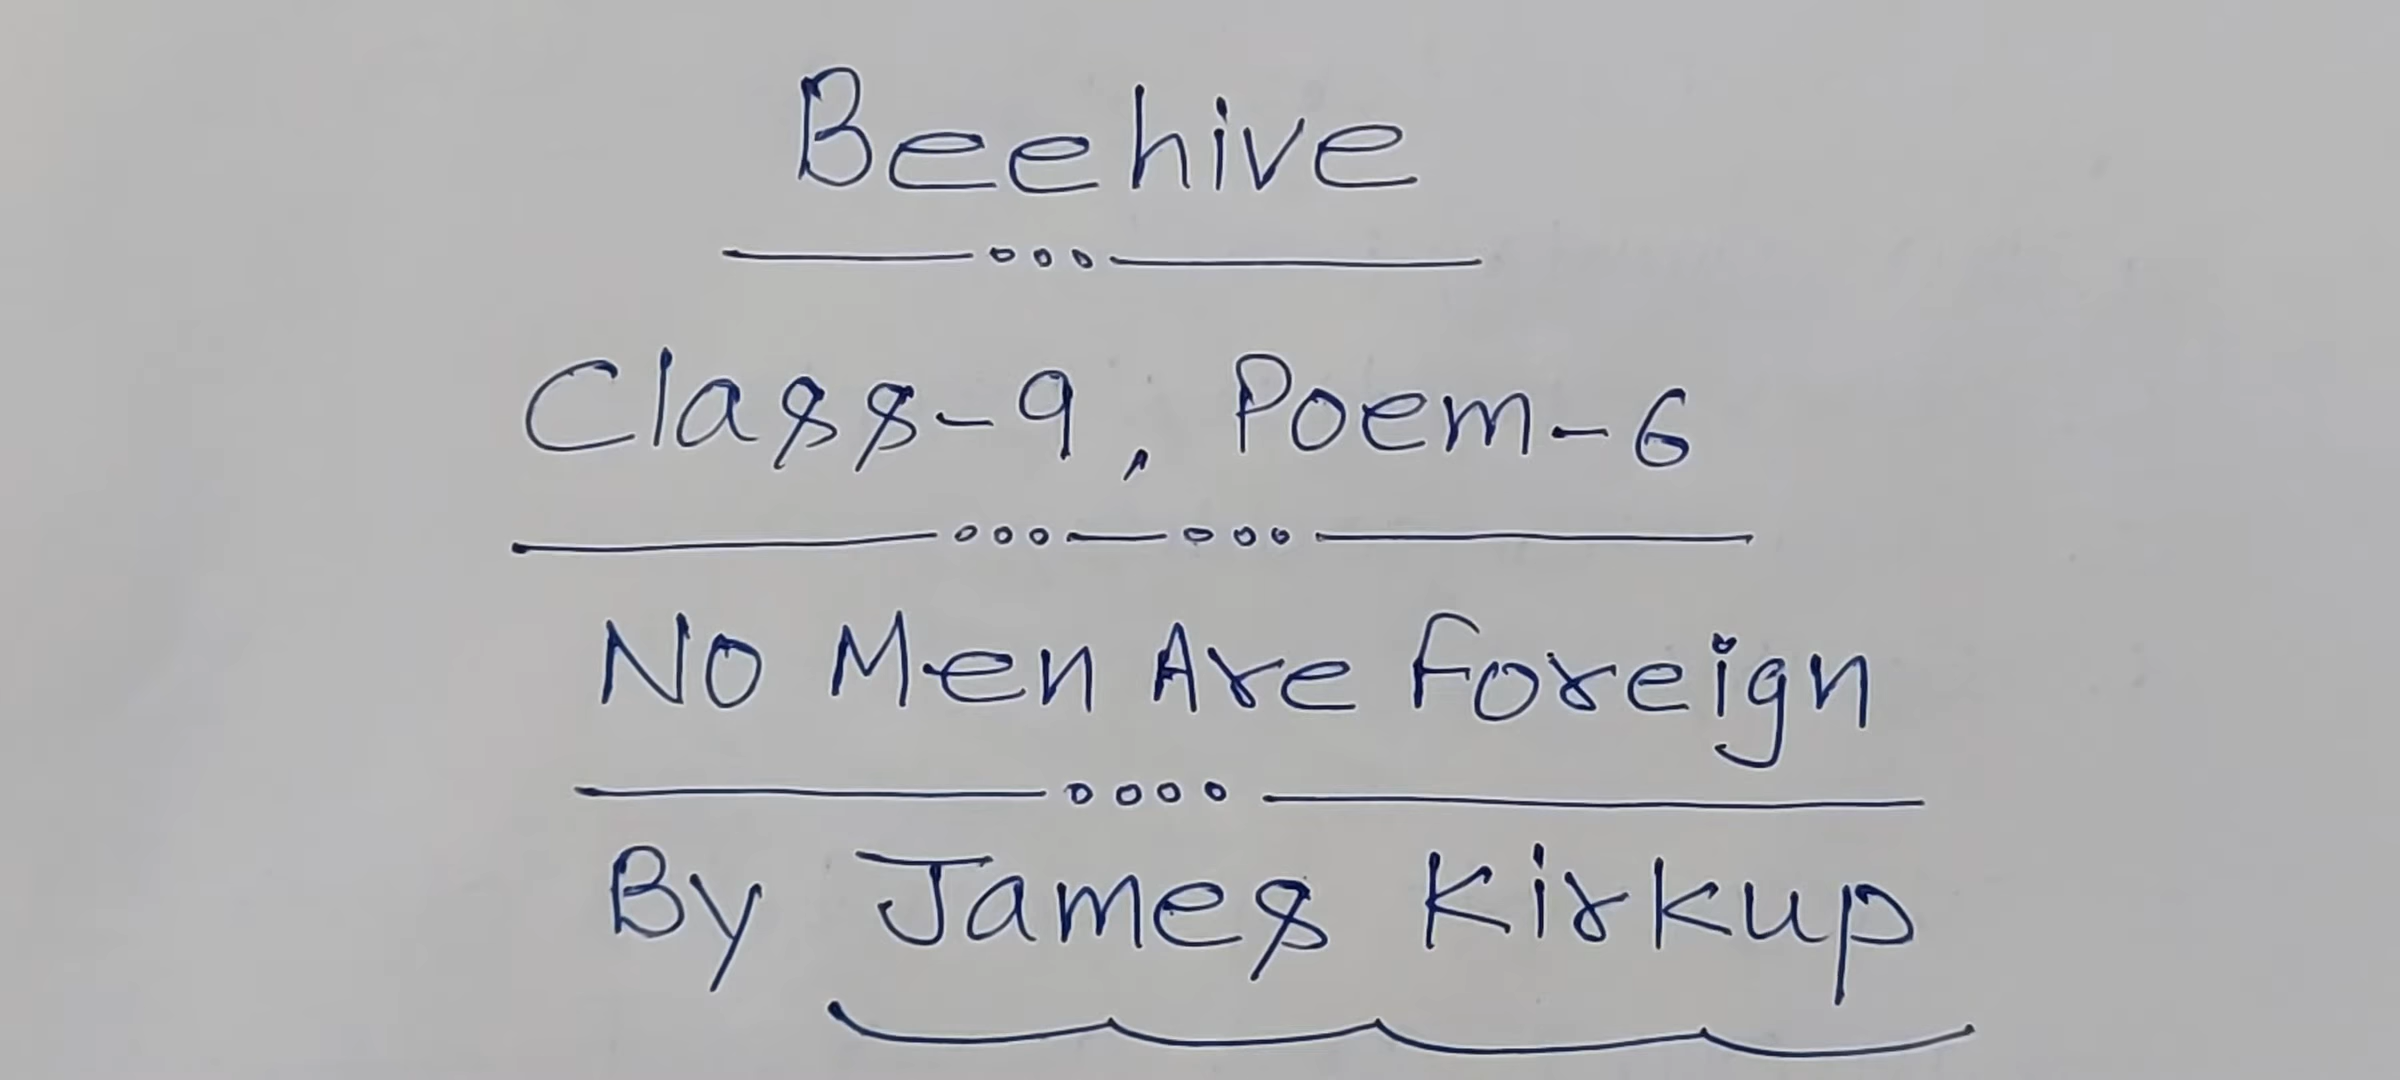 Beehive
Class-9, Poem-6
No Men Are Foreign
By James Kirkup